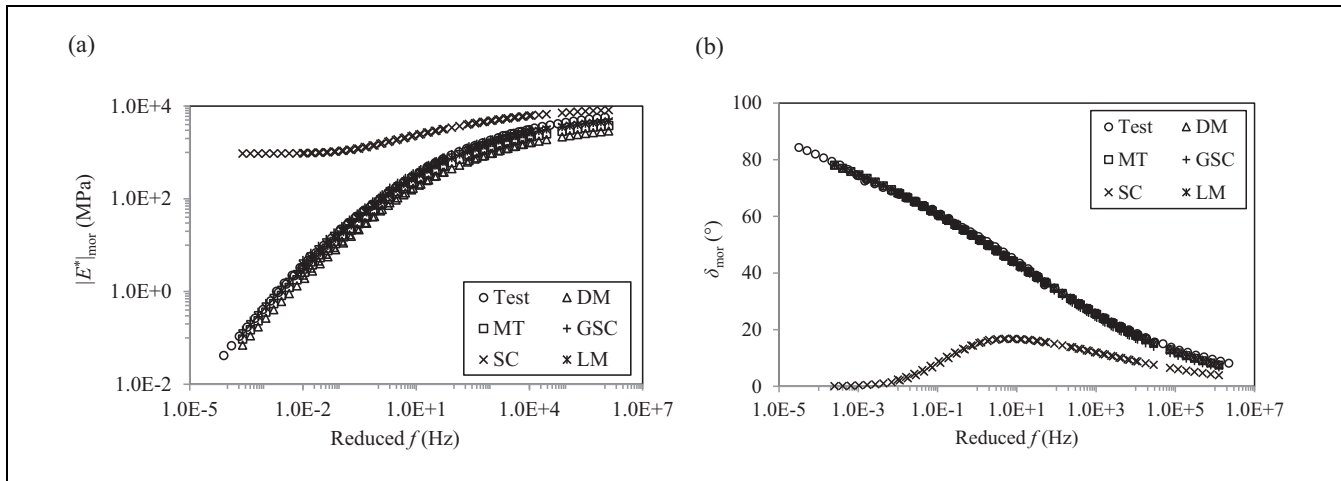 (a)
1.0E+4
1.0E+2
1.0E+0
1.0E-2
|E*|mor (MPa)
1.0E-5 1.0E-2 1.0E+1 1.0E+4 1.0E+7
Reduced f (Hz)
Test DM
MT GSC
SC LM
(b)
100
80
60
40
20
0
δmor (°)
1.0E-5 1.0E-3 1.0E-1 1.0E+1 1.0E+3 1.0E+5 1.0E+7
Reduced f (Hz)
Test DM
MT GSC
SC LM